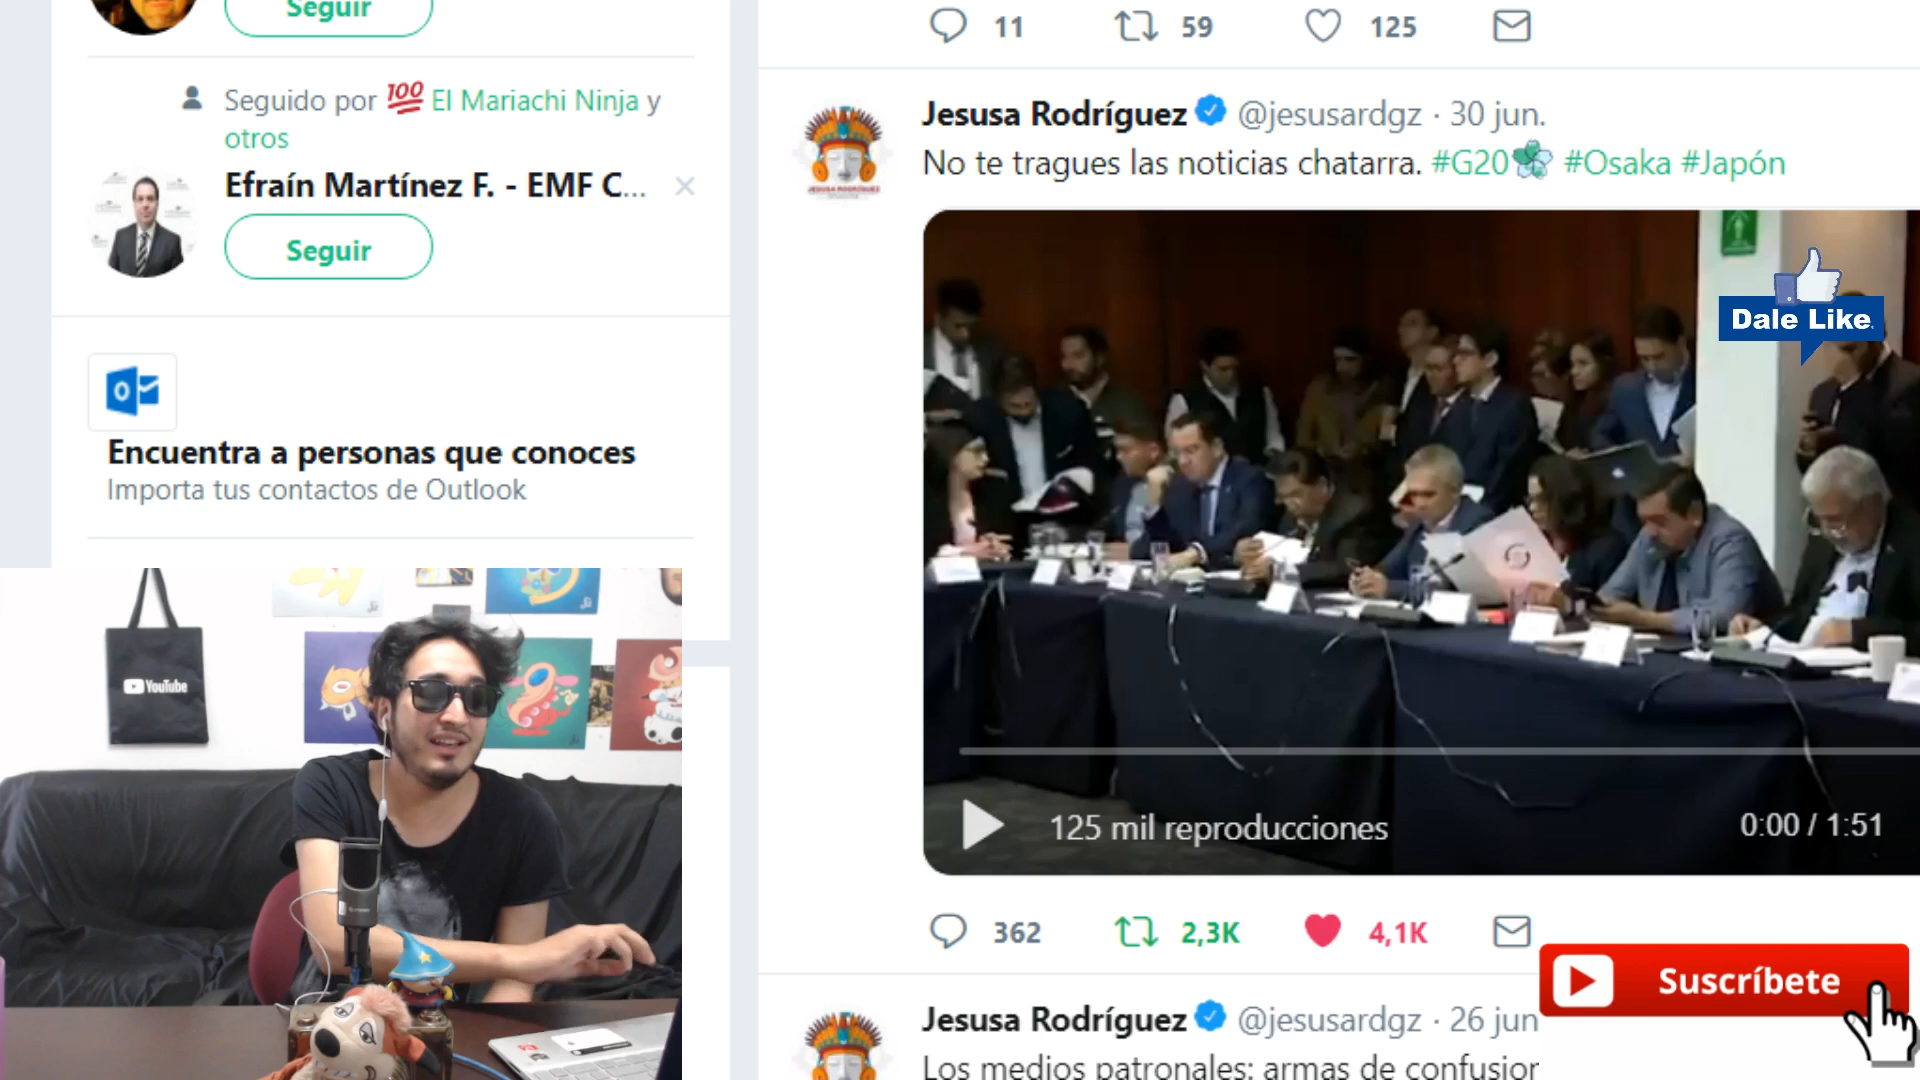 Seguir
Seguido por 💯 El Mariachi Ninja y
otros
Efraín Martínez F. - EMF C...
Seguir
Encuentra a personas que conoces
Importa tus contactos de Outlook
YouTube
11 59 125
Jesusa Rodríguez @jesusardgz · 30 jun.
No te tragues las noticias chatarra. #G20 #Osaka #Japón
Dale Like
125 mil reproducciones
0:00 / 1:51
362 2,3K 4,1K
Suscríbete
Jesusa Rodríguez @jesusardgz · 26 jun
Los medios patronales: armas de confusion